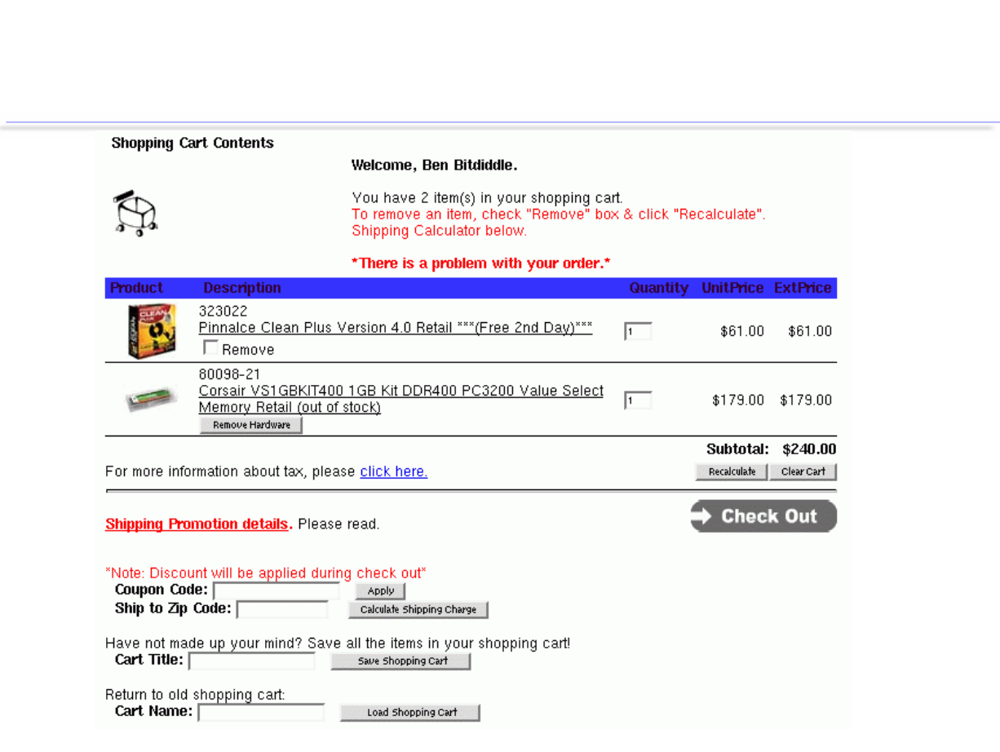 Shopping Cart Contents
Welcome, Ben Bitdiddle.
You have 2 item(s) in your shopping cart.
To remove an item, check "Remove" box & click "Recalculate".
Shipping Calculator below.
*There is a problem with your order.*
Product Description Quantity UnitPrice ExtPrice
CLEAN
323022
Pinnalce Clean Plus Version 4.0 Retail ***(Free 2nd Day)***
1 $61.00 $61.00
Remove
80098-21
Corsair VS1GBKIT400 1GB Kit DDR400 PC3200 Value Select
Memory Retail (out of stock)
1 $179.00 $179.00
Remove Hardware
Subtotal: $240.00
For more information about tax, please click here.
Recalculate Clear Cart
Check Out
Shipping Promotion details. Please read.
*Note: Discount will be applied during check out*
Coupon Code: Apply
Ship to Zip Code: Calculate Shipping Charge
Have not made up your mind? Save all the items in your shopping cart!
Cart Title: Save Shopping Cart
Return to old shopping cart:
Cart Name: Load Shopping Cart